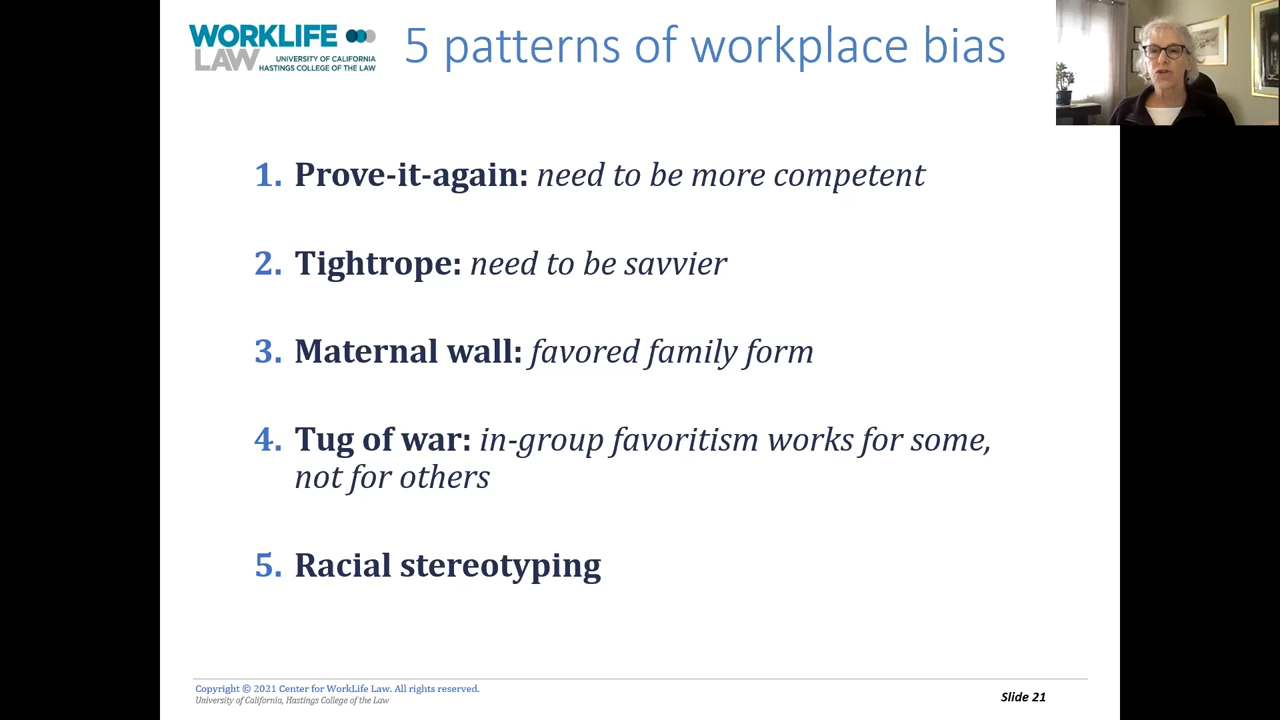 WORKLIFE
LAW
UNIVERSITY OF CALIFORNIA
HASTINGS COLLEGE OF THE LAW
5 patterns of workplace bias
1. Prove-it-again: need to be more competent
2. Tightrope: need to be savvier
3. Maternal wall: favored family form
4. Tug of war: in-group favoritism works for some,
not for others
5. Racial stereotyping
Copyright © 2021 Center for WorkLife Law. All rights reserved.
University of California, Hastings College of the Law
Slide 21